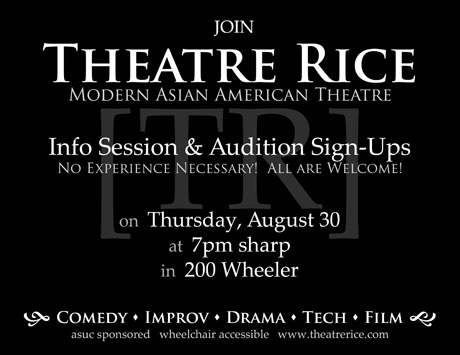 JOIN
THEATRE RICE
MODERN ASIAN AMERICAN THEATRE
[TR]
Info Session & Audition Sign-Ups
NO EXPERIENCE NECESSARY! ALL ARE WELCOME!
on Thursday, August 30
at 7pm sharp
in 200 Wheeler
COMEDY ♦ IMPROV ♦ DRAMA ♦ TECH ♦ FILM
asuc sponsored wheelchair accessible www.theatrerice.com